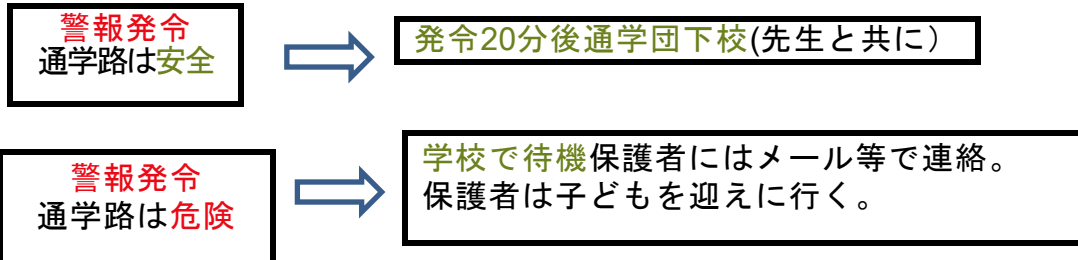 警報発令
通学路は安全
発令20分後通学団下校(先生と共に）
警報発令
通学路は危険
学校で待機保護者にはメール等で連絡。
保護者は子どもを迎えに行く。